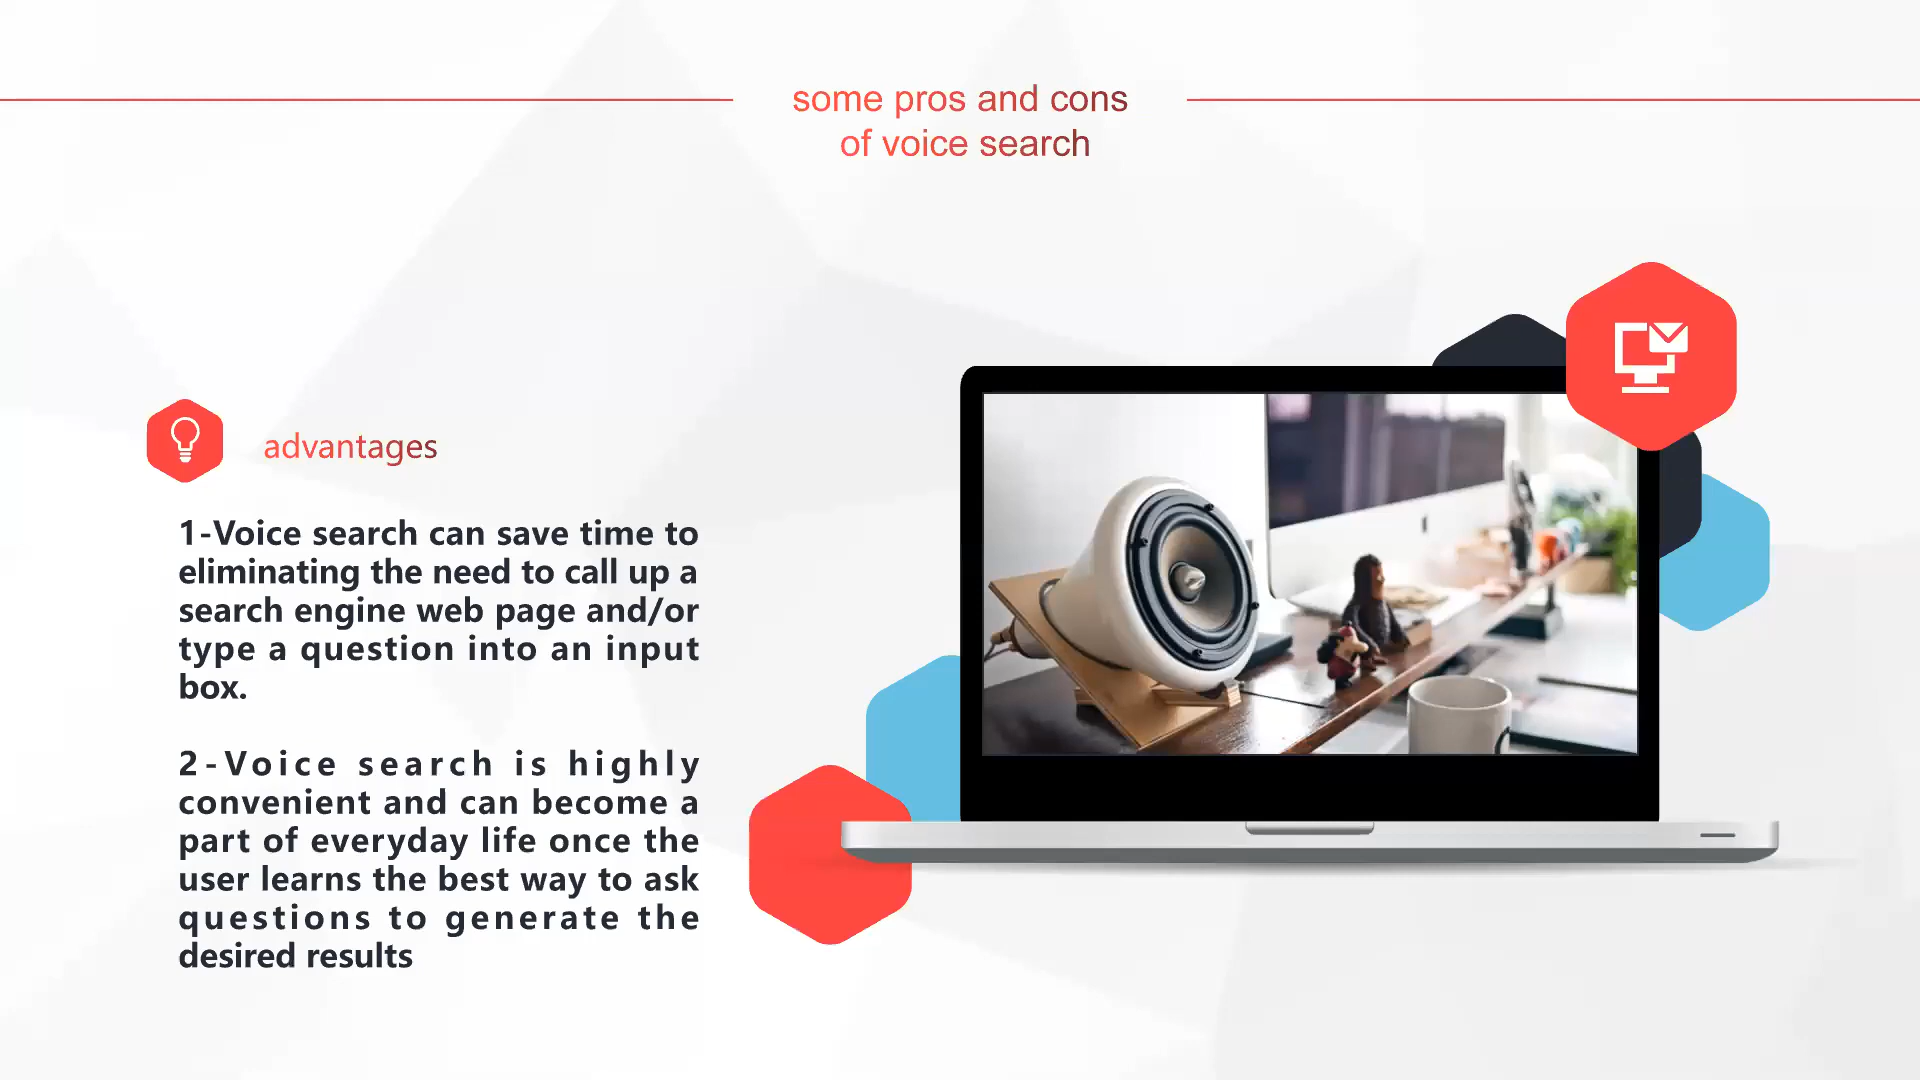 some pros and cons
of voice search
advantages
1-Voice search can save time to
eliminating the need to call up a
search engine web page and/or
type a question into an input
box.
2-Voice search is highly
convenient and can become a
part of everyday life once the
user learns the best way to ask
questions to generate the
desired results